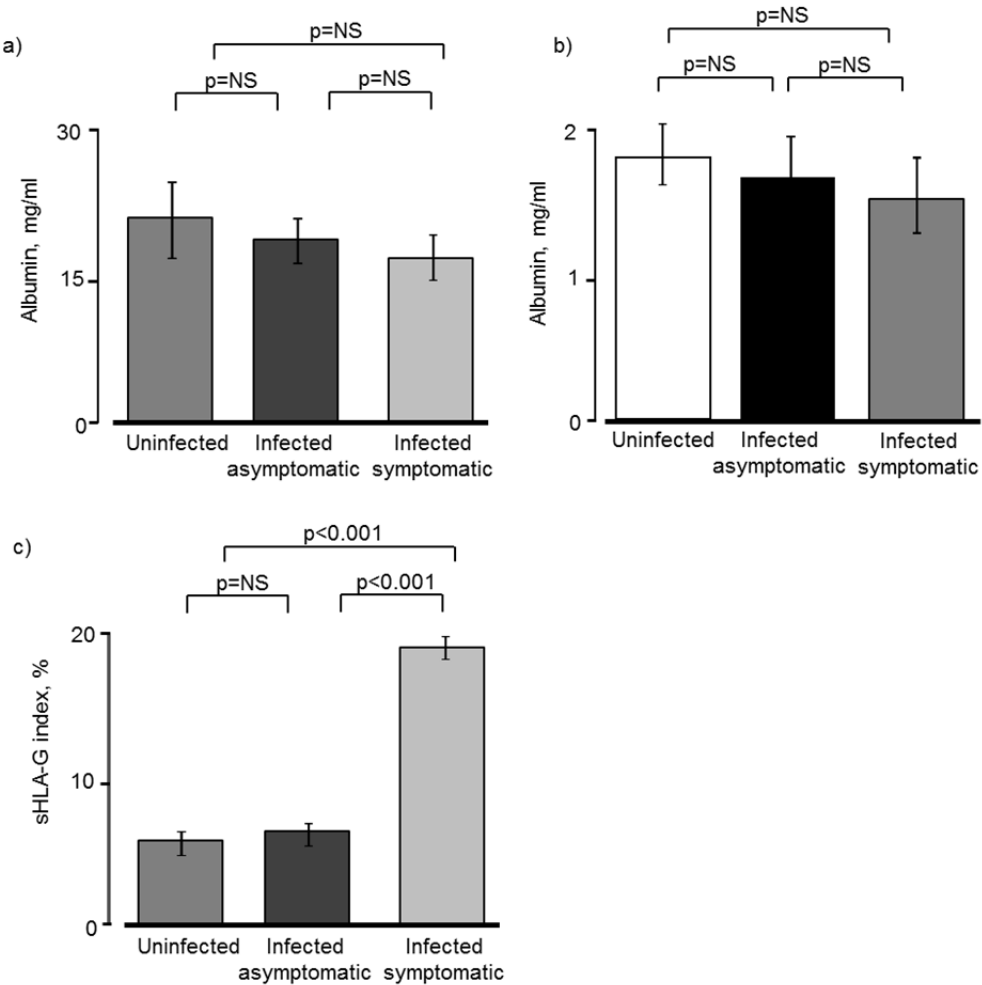 a)
p=NS
p=NS
p=NS
30
15
0
Albumin, mg/ml
Uninfected
Infected
asymptomatic
Infected
symptomatic
b)
p=NS
p=NS
p=NS
2
1
0
Albumin, mg/ml
Uninfected
Infected
asymptomatic
Infected
symptomatic
c)
p<0.001
p=NS
p<0.001
20
10
0
sHLA-G index, %
Uninfected
Infected
asymptomatic
Infected
symptomatic